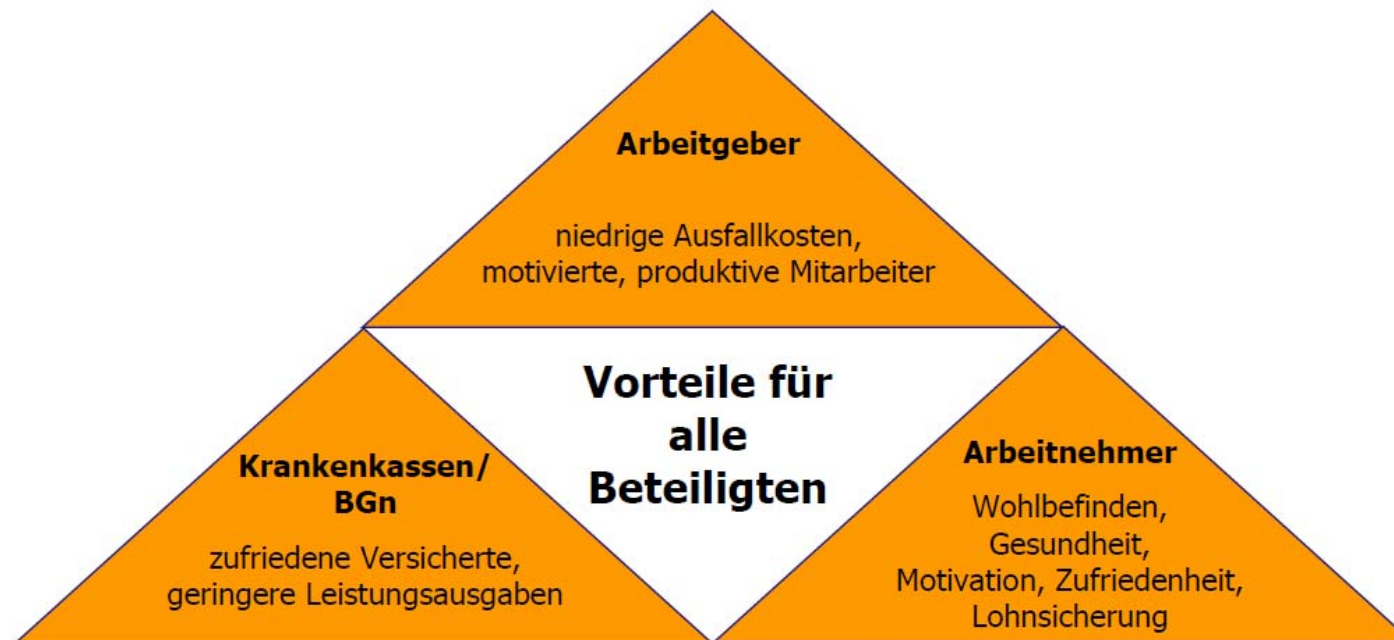 Arbeitgeber
niedrige Ausfallkosten,
motivierte, produktive Mitarbeiter
Vorteile für
alle
Beteiligten
Krankenkassen/
BGn
zufriedene Versicherte,
geringere Leistungsausgaben
Arbeitnehmer
Wohlbefinden,
Gesundheit,
Motivation, Zufriedenheit,
Lohnsicherung